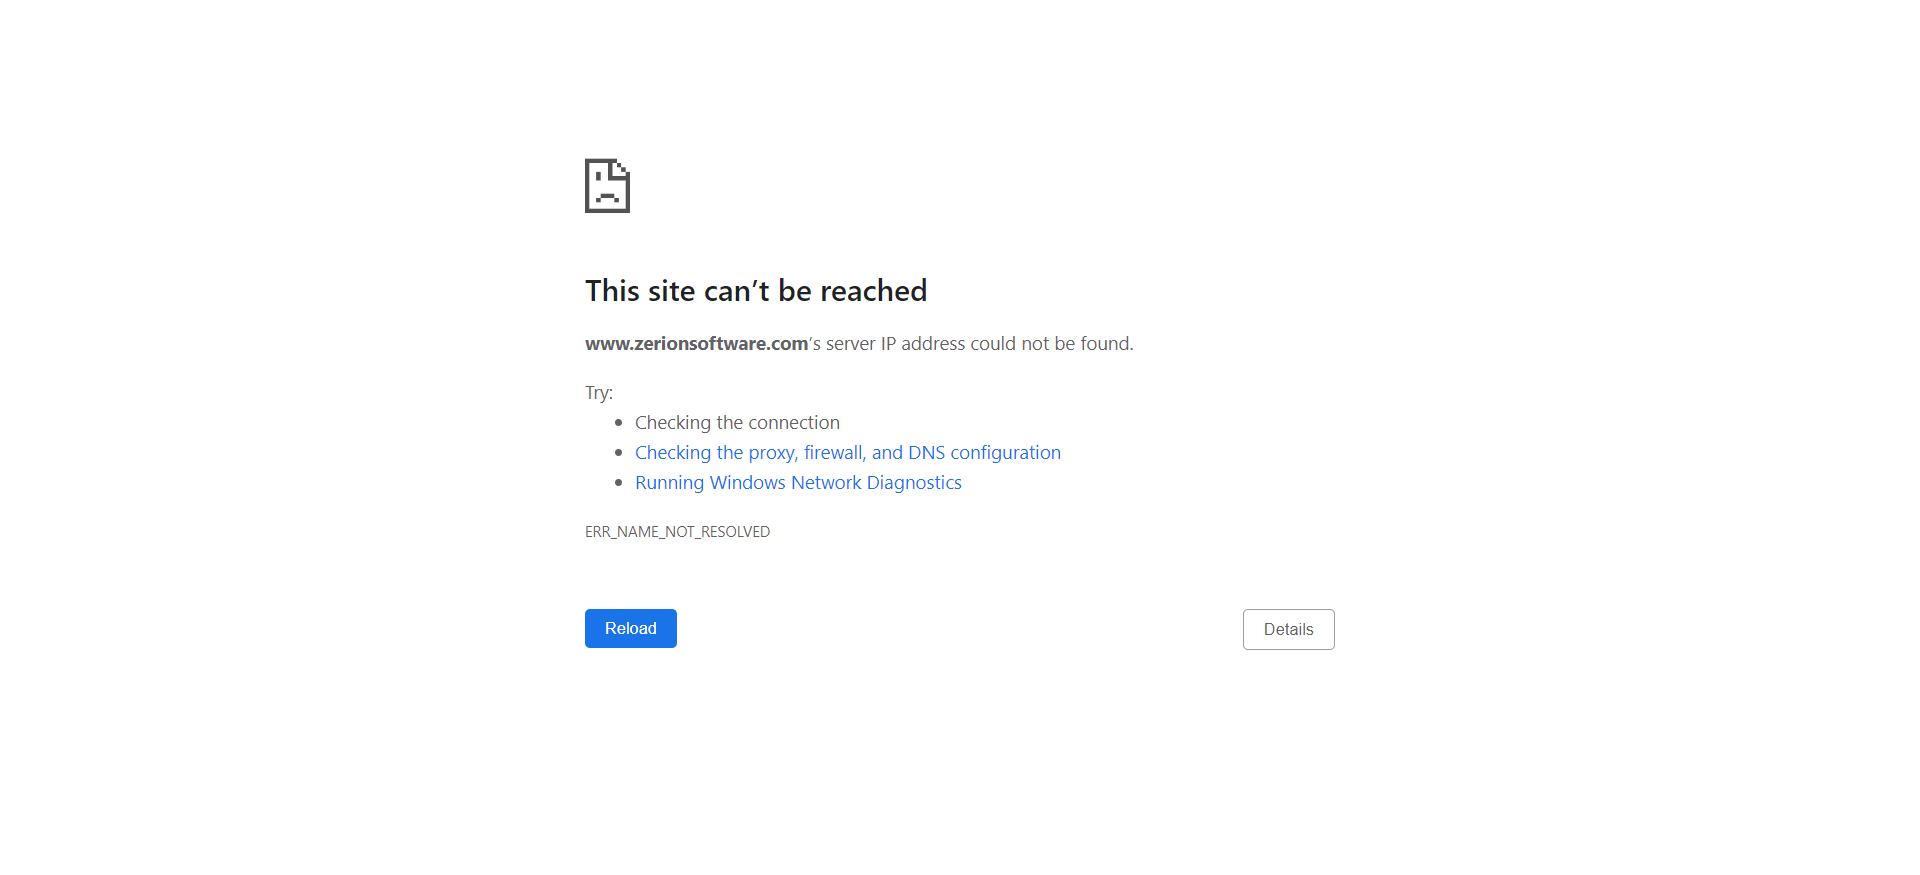 This site can’t be reached
www.zerionsoftware.com’s server IP address could not be found.
Try:
Checking the connection
Checking the proxy, firewall, and DNS configuration
Running Windows Network Diagnostics
ERR_NAME_NOT_RESOLVED
Reload
Details